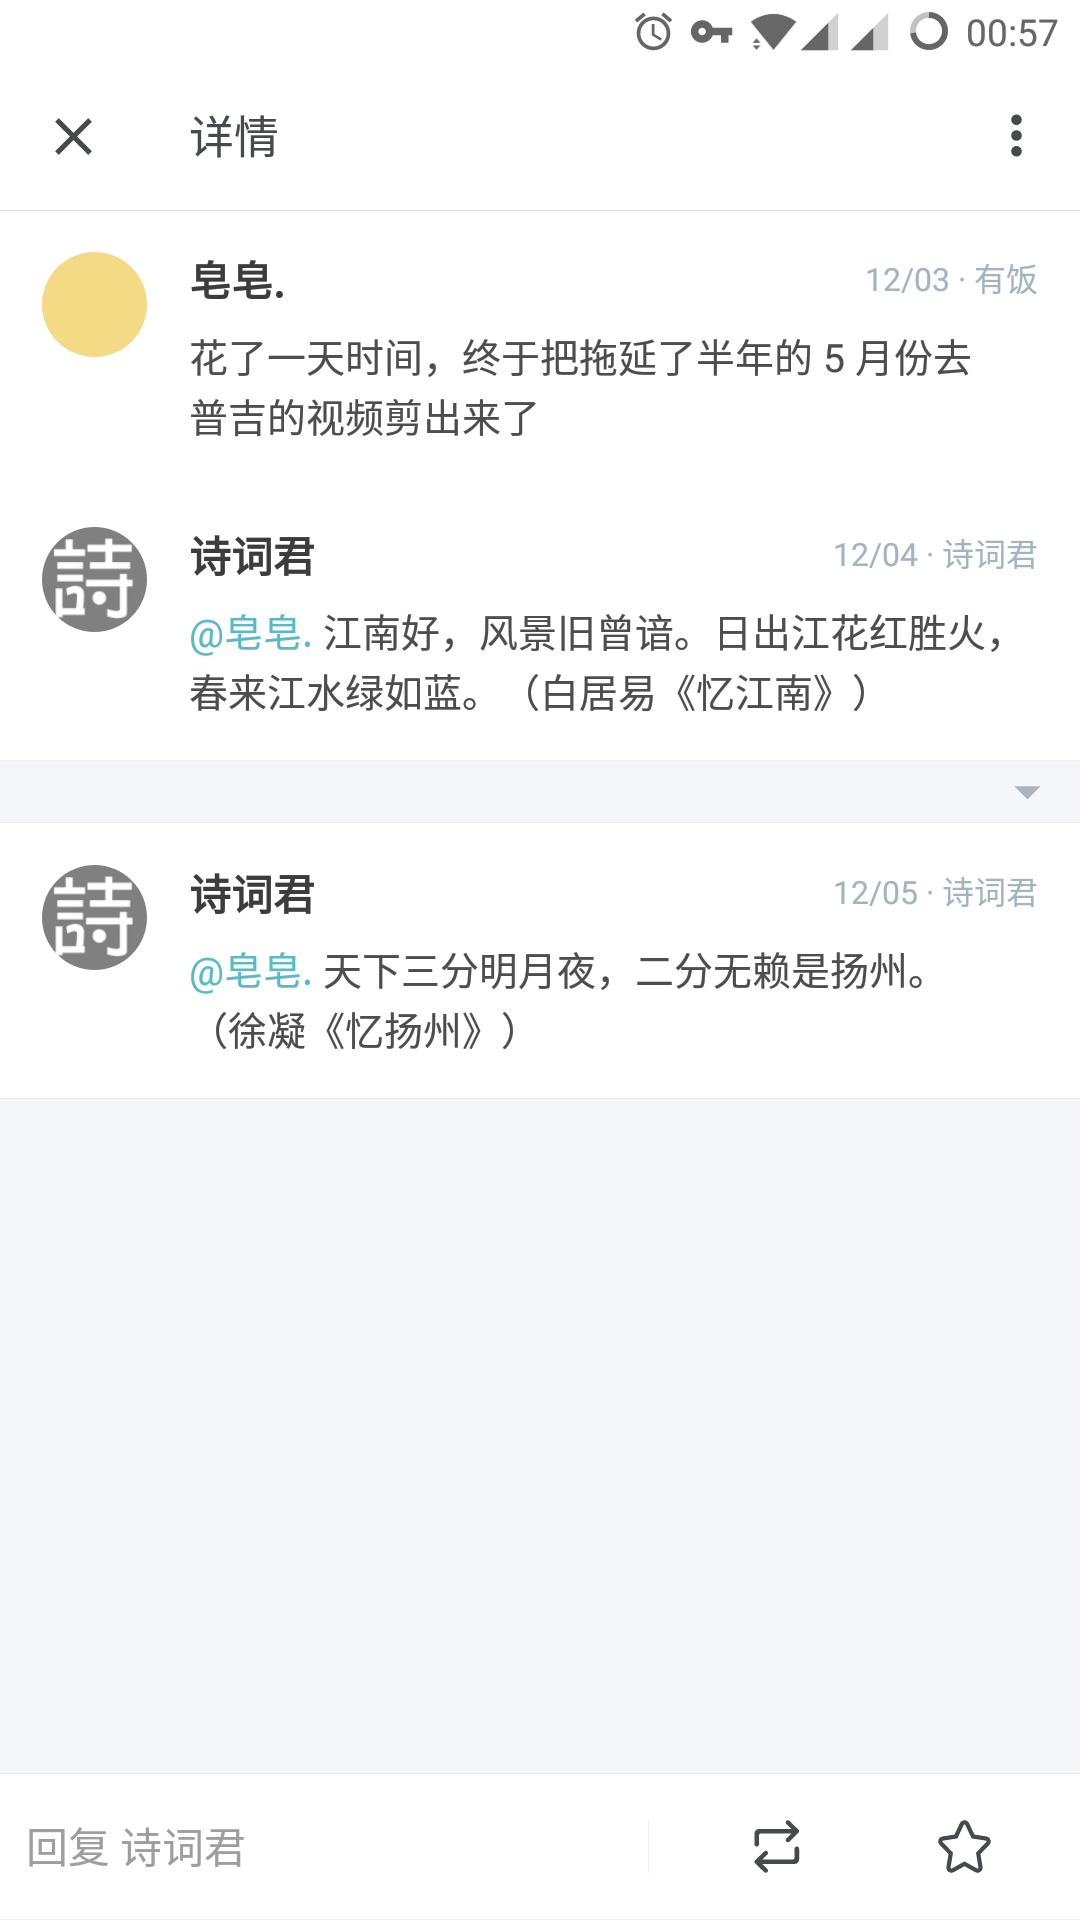 00:57
详情
皂皂.
12/03 · 有饭
花了一天时间，终于把拖延了半年的 5 月份去
普吉的视频剪出来了
詩
诗词君
12/04 · 诗词君
@皂皂. 江南好，风景旧曾谙。日出江花红胜火，
春来江水绿如蓝。（白居易《忆江南》）
詩
诗词君
12/05 · 诗词君
@皂皂. 天下三分明月夜，二分无赖是扬州。
（徐凝《忆扬州》）
回复 诗词君